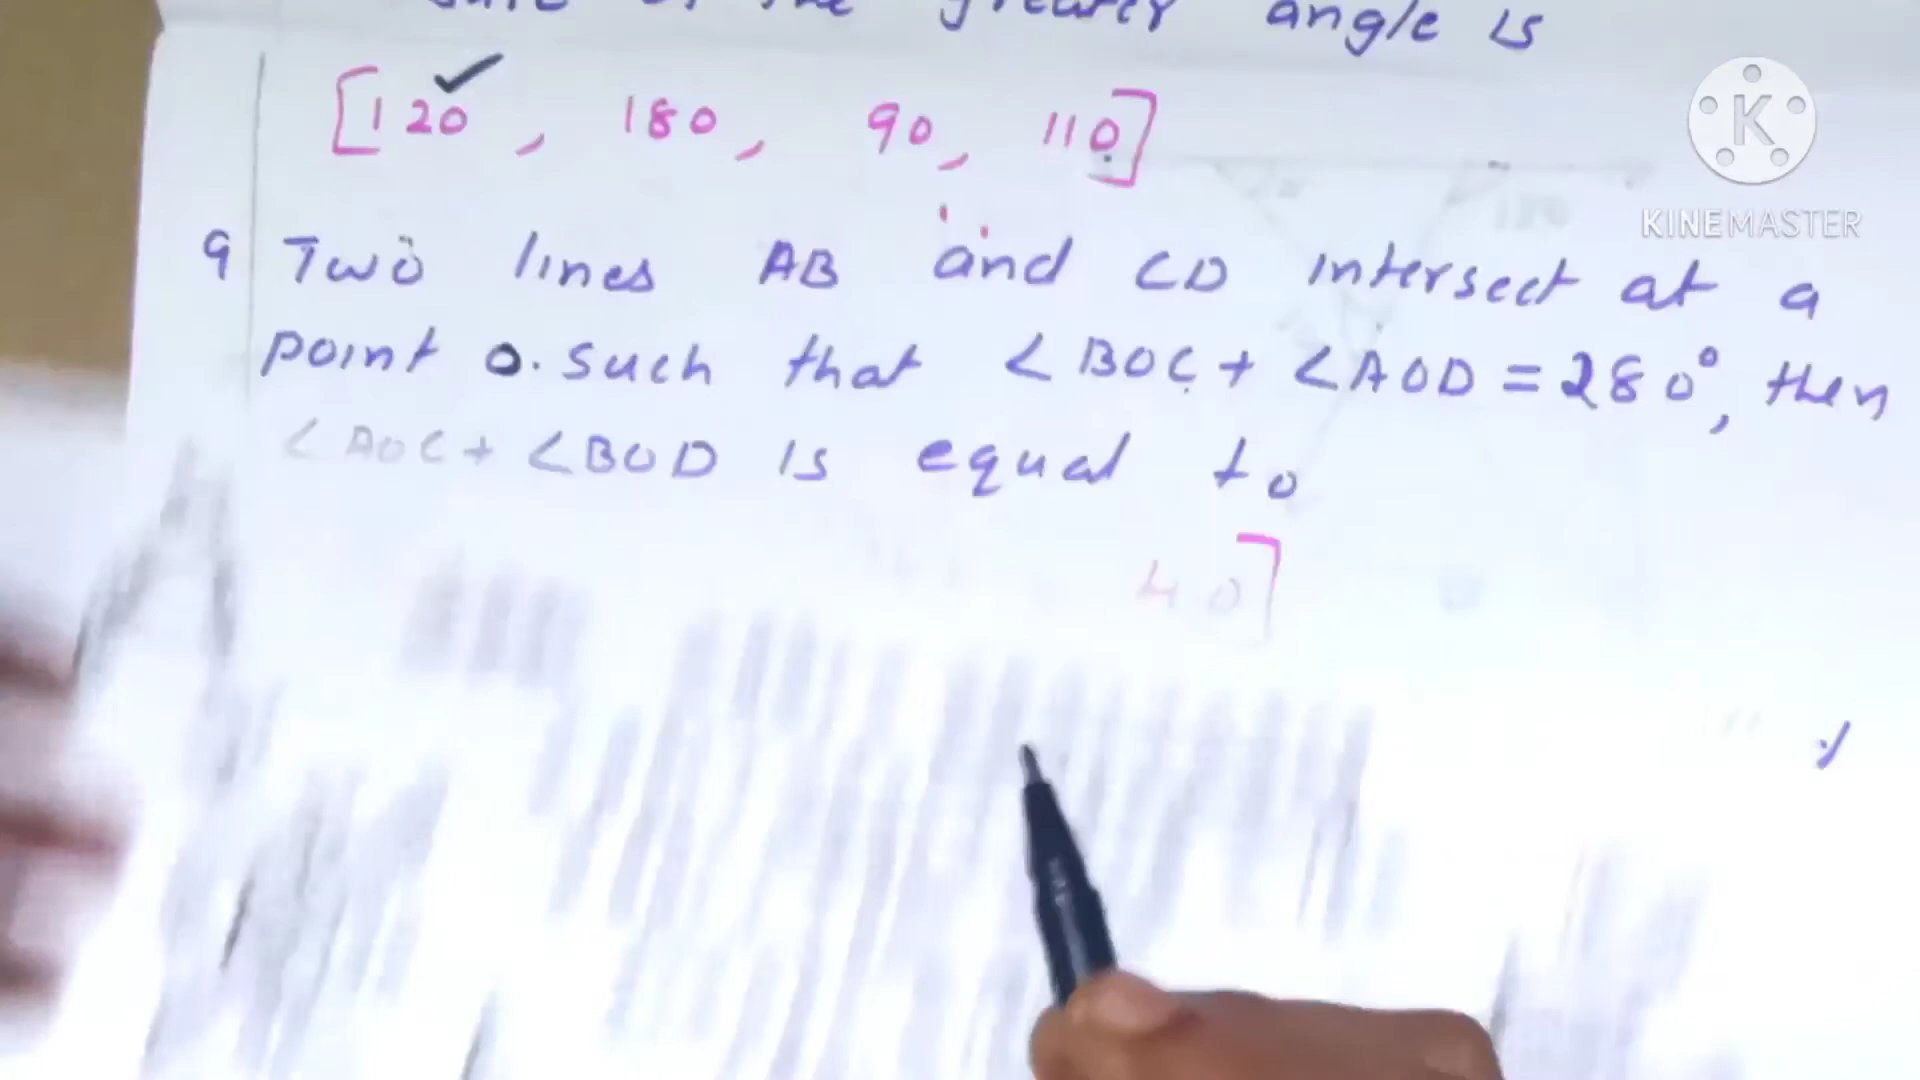 greater angle is
[120, 180, 90, 110]
K
KINEMASTER
9 Two lines AB and CD intersect at a
point O. Such that <BOC + <AOD = 280°, then
<AOC + <BOD is equal to
40]